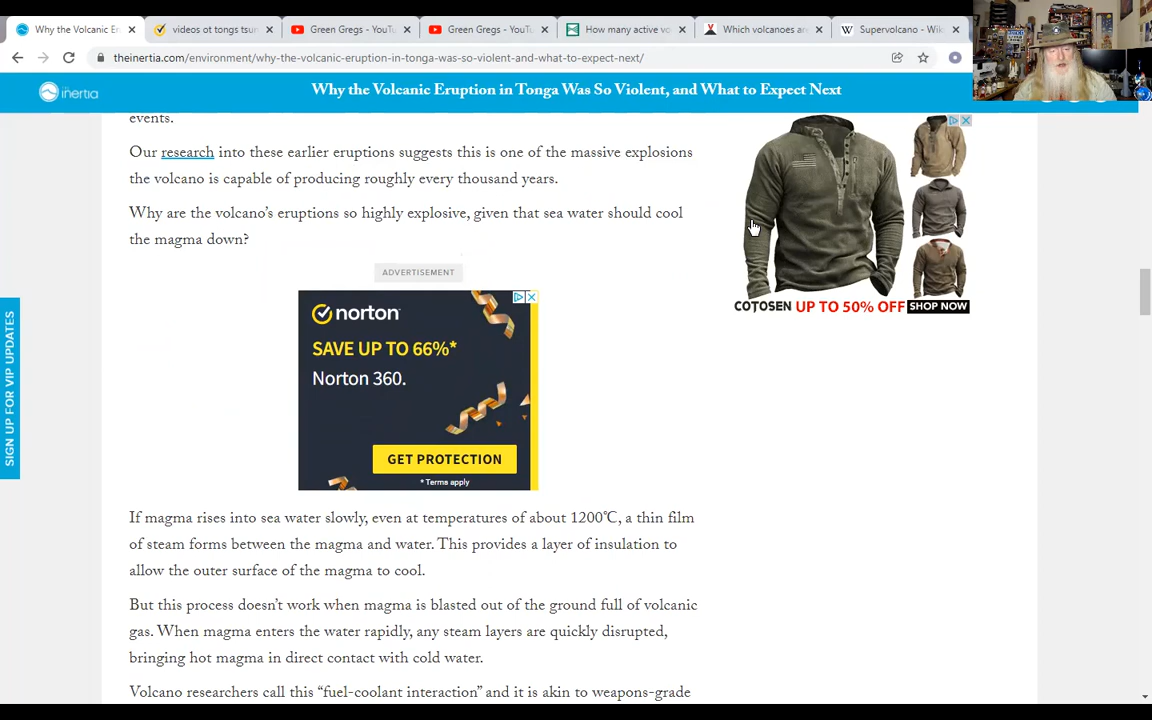 Why the Volcanic Er
videos ot tongs tsun
Green Gregs - YouTu
Green Gregs - YouTu
How many active vo
Which volcanoes are
Supervolcano - Wiki
theinertia.com/environment/why-the-volcanic-eruption-in-tonga-was-so-violent-and-what-to-expect-next/
inertia
Why the Volcanic Eruption in Tonga Was So Violent, and What to Expect Next
events.
Our research into these earlier eruptions suggests this is one of the massive explosions
the volcano is capable of producing roughly every thousand years.
Why are the volcano's eruptions so highly explosive, given that sea water should cool
the magma down?
ADVERTISEMENT
norton
SAVE UP TO 66%*
Norton 360.
GET PROTECTION
* Terms apply
COTOSEN UP TO 50% OFF SHOP NOW
SIGN UP FOR VIP UPDATES
If magma rises into sea water slowly, even at temperatures of about 1200℃, a thin film
of steam forms between the magma and water. This provides a layer of insulation to
allow the outer surface of the magma to cool.
But this process doesn't work when magma is blasted out of the ground full of volcanic
gas. When magma enters the water rapidly, any steam layers are quickly disrupted,
bringing hot magma in direct contact with cold water.
Volcano researchers call this “fuel-coolant interaction” and it is akin to weapons-grade